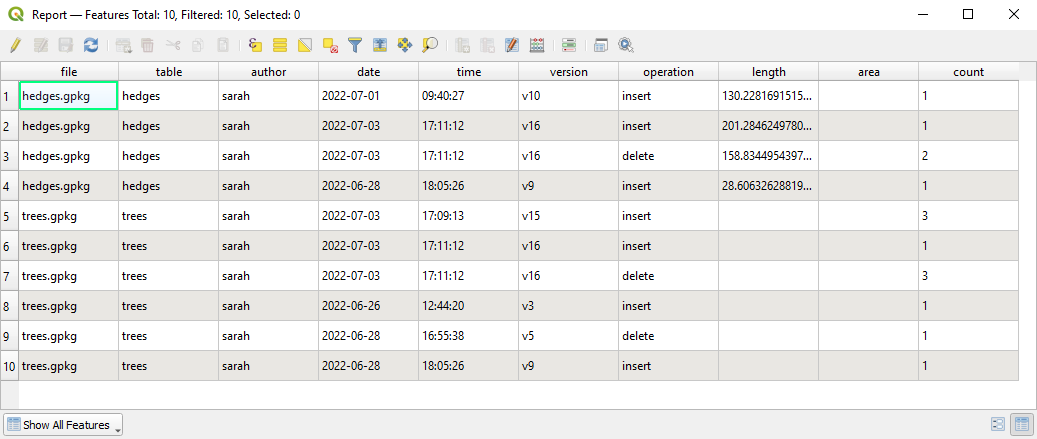 Report — Features Total: 10, Filtered: 10, Selected: 0
file table author date time version operation length area count
1 hedges.gpkg hedges sarah 2022-07-01 09:40:27 v10 insert 130.2281691515... 1
2 hedges.gpkg hedges sarah 2022-07-03 17:11:12 v16 insert 201.2846249780... 1
3 hedges.gpkg hedges sarah 2022-07-03 17:11:12 v16 delete 158.8344954397... 2
4 hedges.gpkg hedges sarah 2022-06-28 18:05:26 v9 insert 28.60632628819... 1
5 trees.gpkg trees sarah 2022-07-03 17:09:13 v15 insert 3
6 trees.gpkg trees sarah 2022-07-03 17:11:12 v16 insert 1
7 trees.gpkg trees sarah 2022-07-03 17:11:12 v16 delete 3
8 trees.gpkg trees sarah 2022-06-26 12:44:20 v3 insert 1
9 trees.gpkg trees sarah 2022-06-28 16:55:38 v5 delete 1
10 trees.gpkg trees sarah 2022-06-28 18:05:26 v9 insert 1
Show All Features